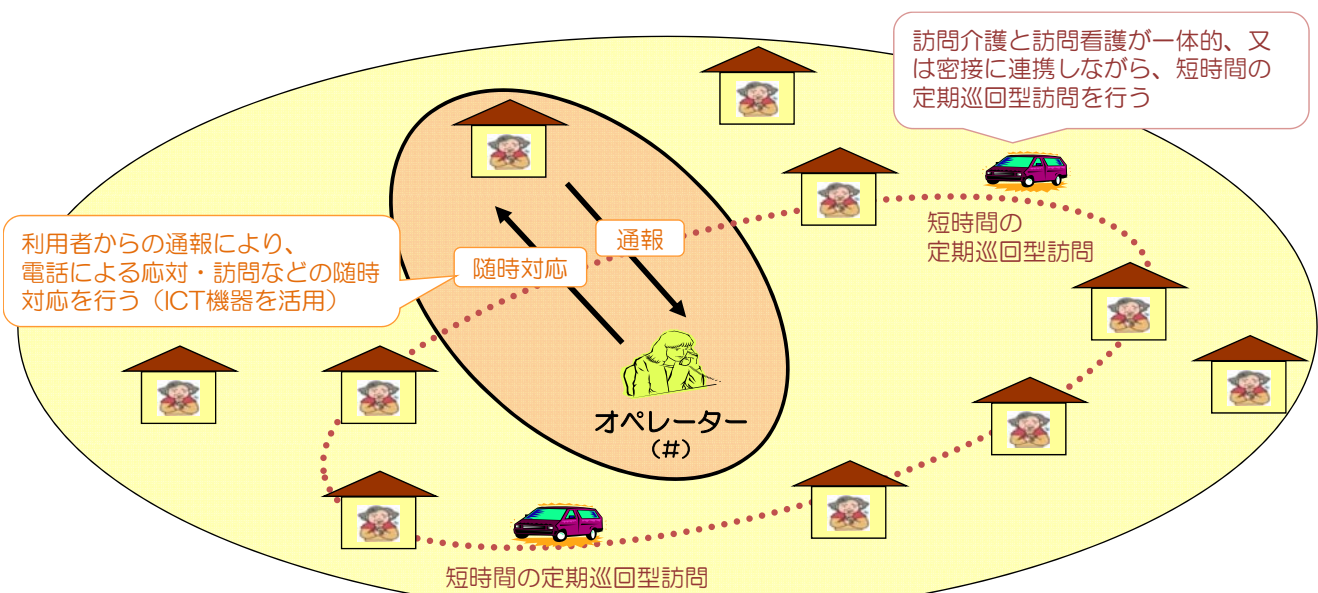 訪問介護と訪問看護が一体的、又
は密接に連携しながら、短時間の
定期巡回型訪問を行う
短時間の
定期巡回型訪問
利用者からの通報により、
電話による応対・訪問などの随時
対応を行う（ICT機器を活用）
通報
随時対応
オペレーター
（#）
短時間の定期巡回型訪問